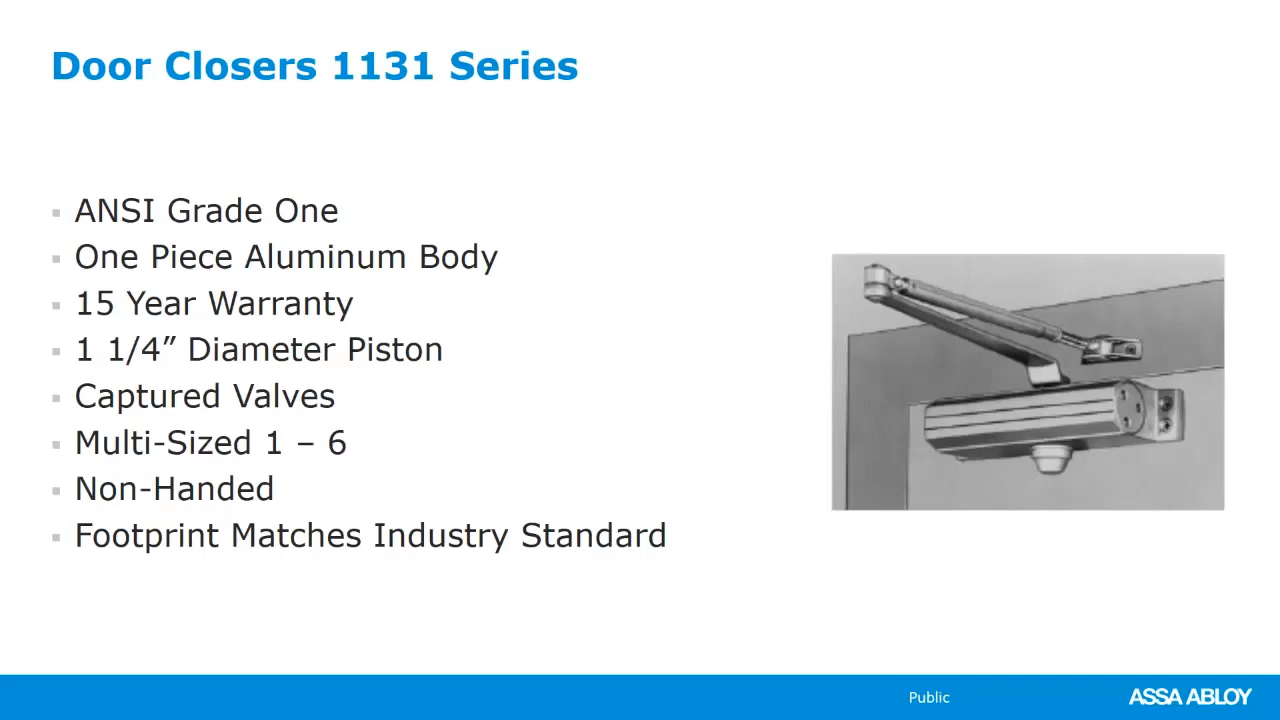 Door Closers 1131 Series
ANSI Grade One
One Piece Aluminum Body
15 Year Warranty
1 1/4” Diameter Piston
Captured Valves
Multi-Sized 1 – 6
Non-Handed
Footprint Matches Industry Standard
Public
ASSA ABLOY